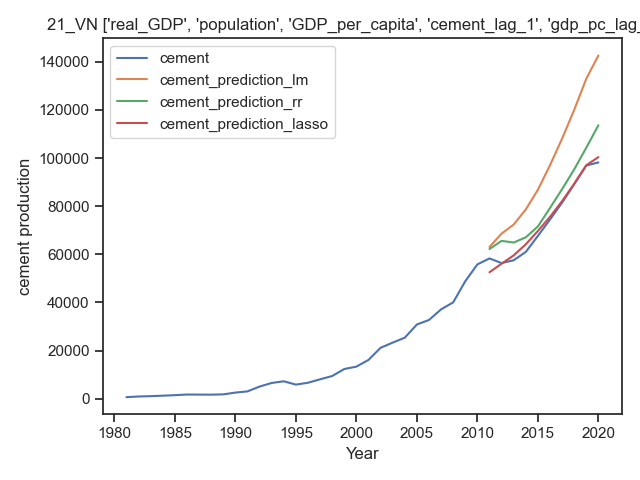 21_VN ['real_GDP', 'population', 'GDP_per_capita', 'cement_lag_1', 'gdp_pc_lag_
cement
cement_prediction_lm
cement_prediction_rr
cement_prediction_lasso
cement production
140000
120000
100000
80000
60000
40000
20000
0
1980 1985 1990 1995 2000 2005 2010 2015 2020
Year